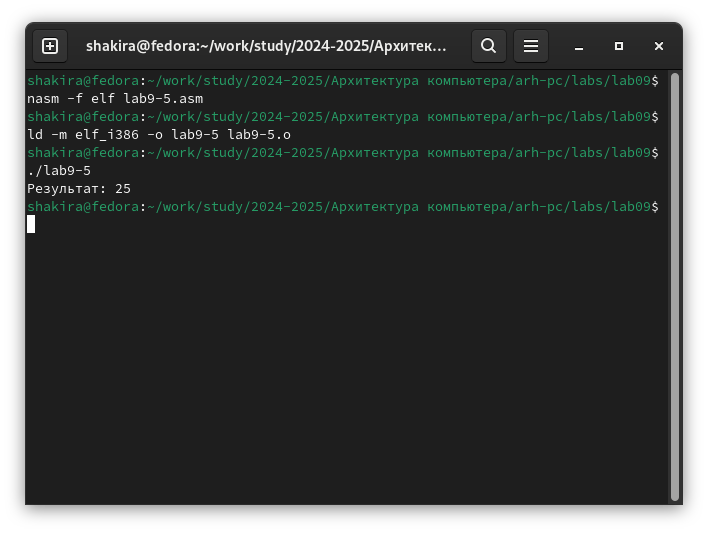 shakira@fedora:~/work/study/2024-2025/Архитек...
shakira@fedora:~/work/study/2024-2025/Архитектура компьютера/arh-pc/labs/lab09$
nasm -f elf lab9-5.asm
shakira@fedora:~/work/study/2024-2025/Архитектура компьютера/arh-pc/labs/lab09$
ld -m elf_i386 -o lab9-5 lab9-5.o
shakira@fedora:~/work/study/2024-2025/Архитектура компьютера/arh-pc/labs/lab09$
./lab9-5
Результат: 25
shakira@fedora:~/work/study/2024-2025/Архитектура компьютера/arh-pc/labs/lab09$